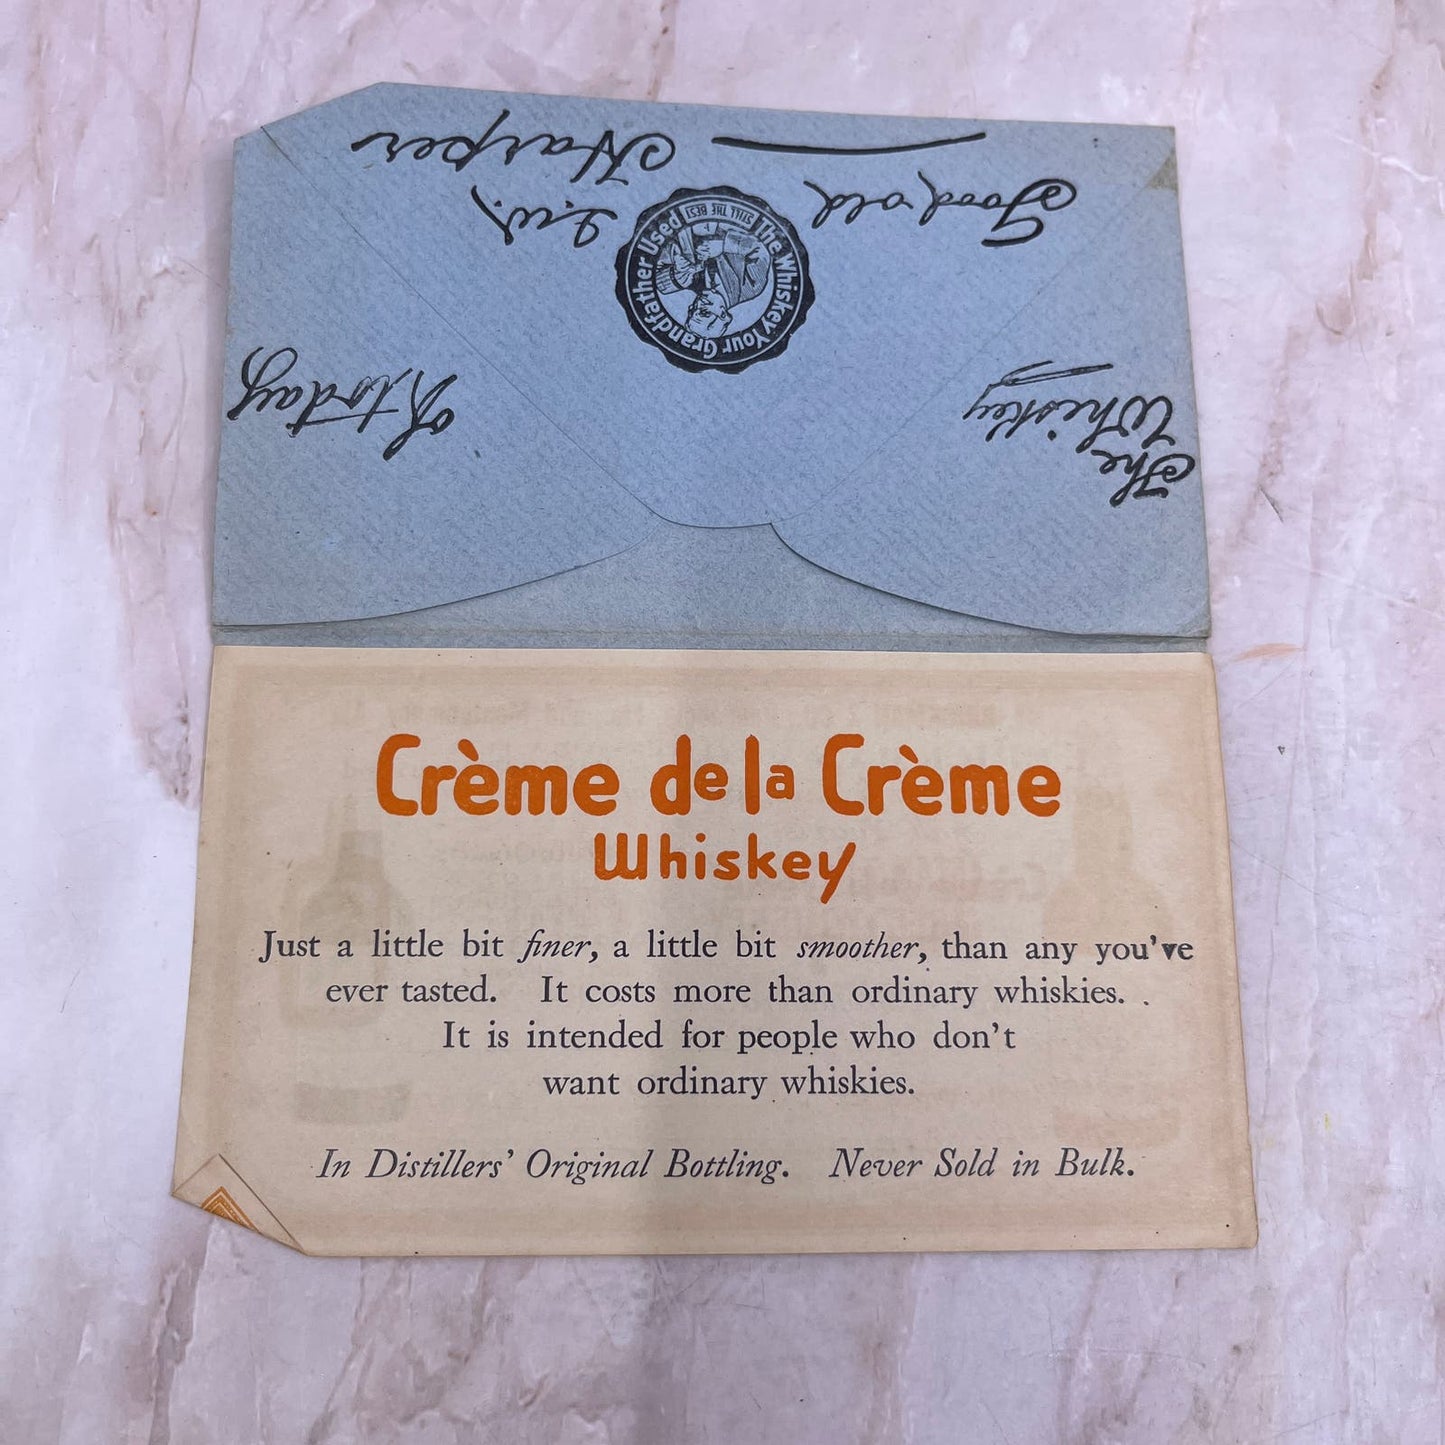 The
Whiskey
today
The Whiskey Your Grandfather Used
STILL THE BEST
Good old
I.W.
Harper
Crème de la Crème
Whiskey
Just a little bit finer, a little bit smoother, than any you've
ever tasted. It costs more than ordinary whiskies.
It is intended for people who don't
want ordinary whiskies.
In Distillers' Original Bottling. Never Sold in Bulk.